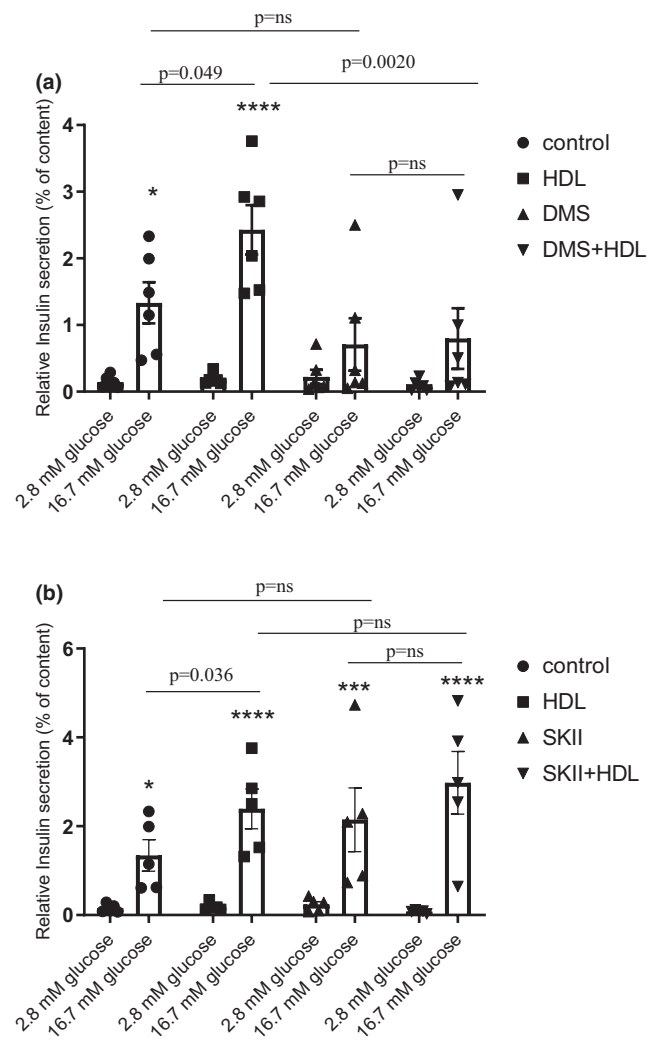 p=ns
(a)
p=0.049
p=0.0020
****
4
control
HDL
DMS
DMS+HDL
*
p=ns
3
2
1
0
Relative Insulin secretion (% of content)
2.8 mM glucose
16.7 mM glucose
2.8 mM glucose
16.7 mM glucose
2.8 mM glucose
16.7 mM glucose
2.8 mM glucose
16.7 mM glucose
(b)
p=ns
p=ns
p=ns
p=0.036
6
control
HDL
SKII
SKII+HDL
*
****
***
****
4
2
0
Relative Insulin secretion (% of content)
2.8 mM glucose
16.7 mM glucose
2.8 mM glucose
16.7 mM glucose
2.8 mM glucose
16.7 mM glucose
2.8 mM glucose
16.7 mM glucose